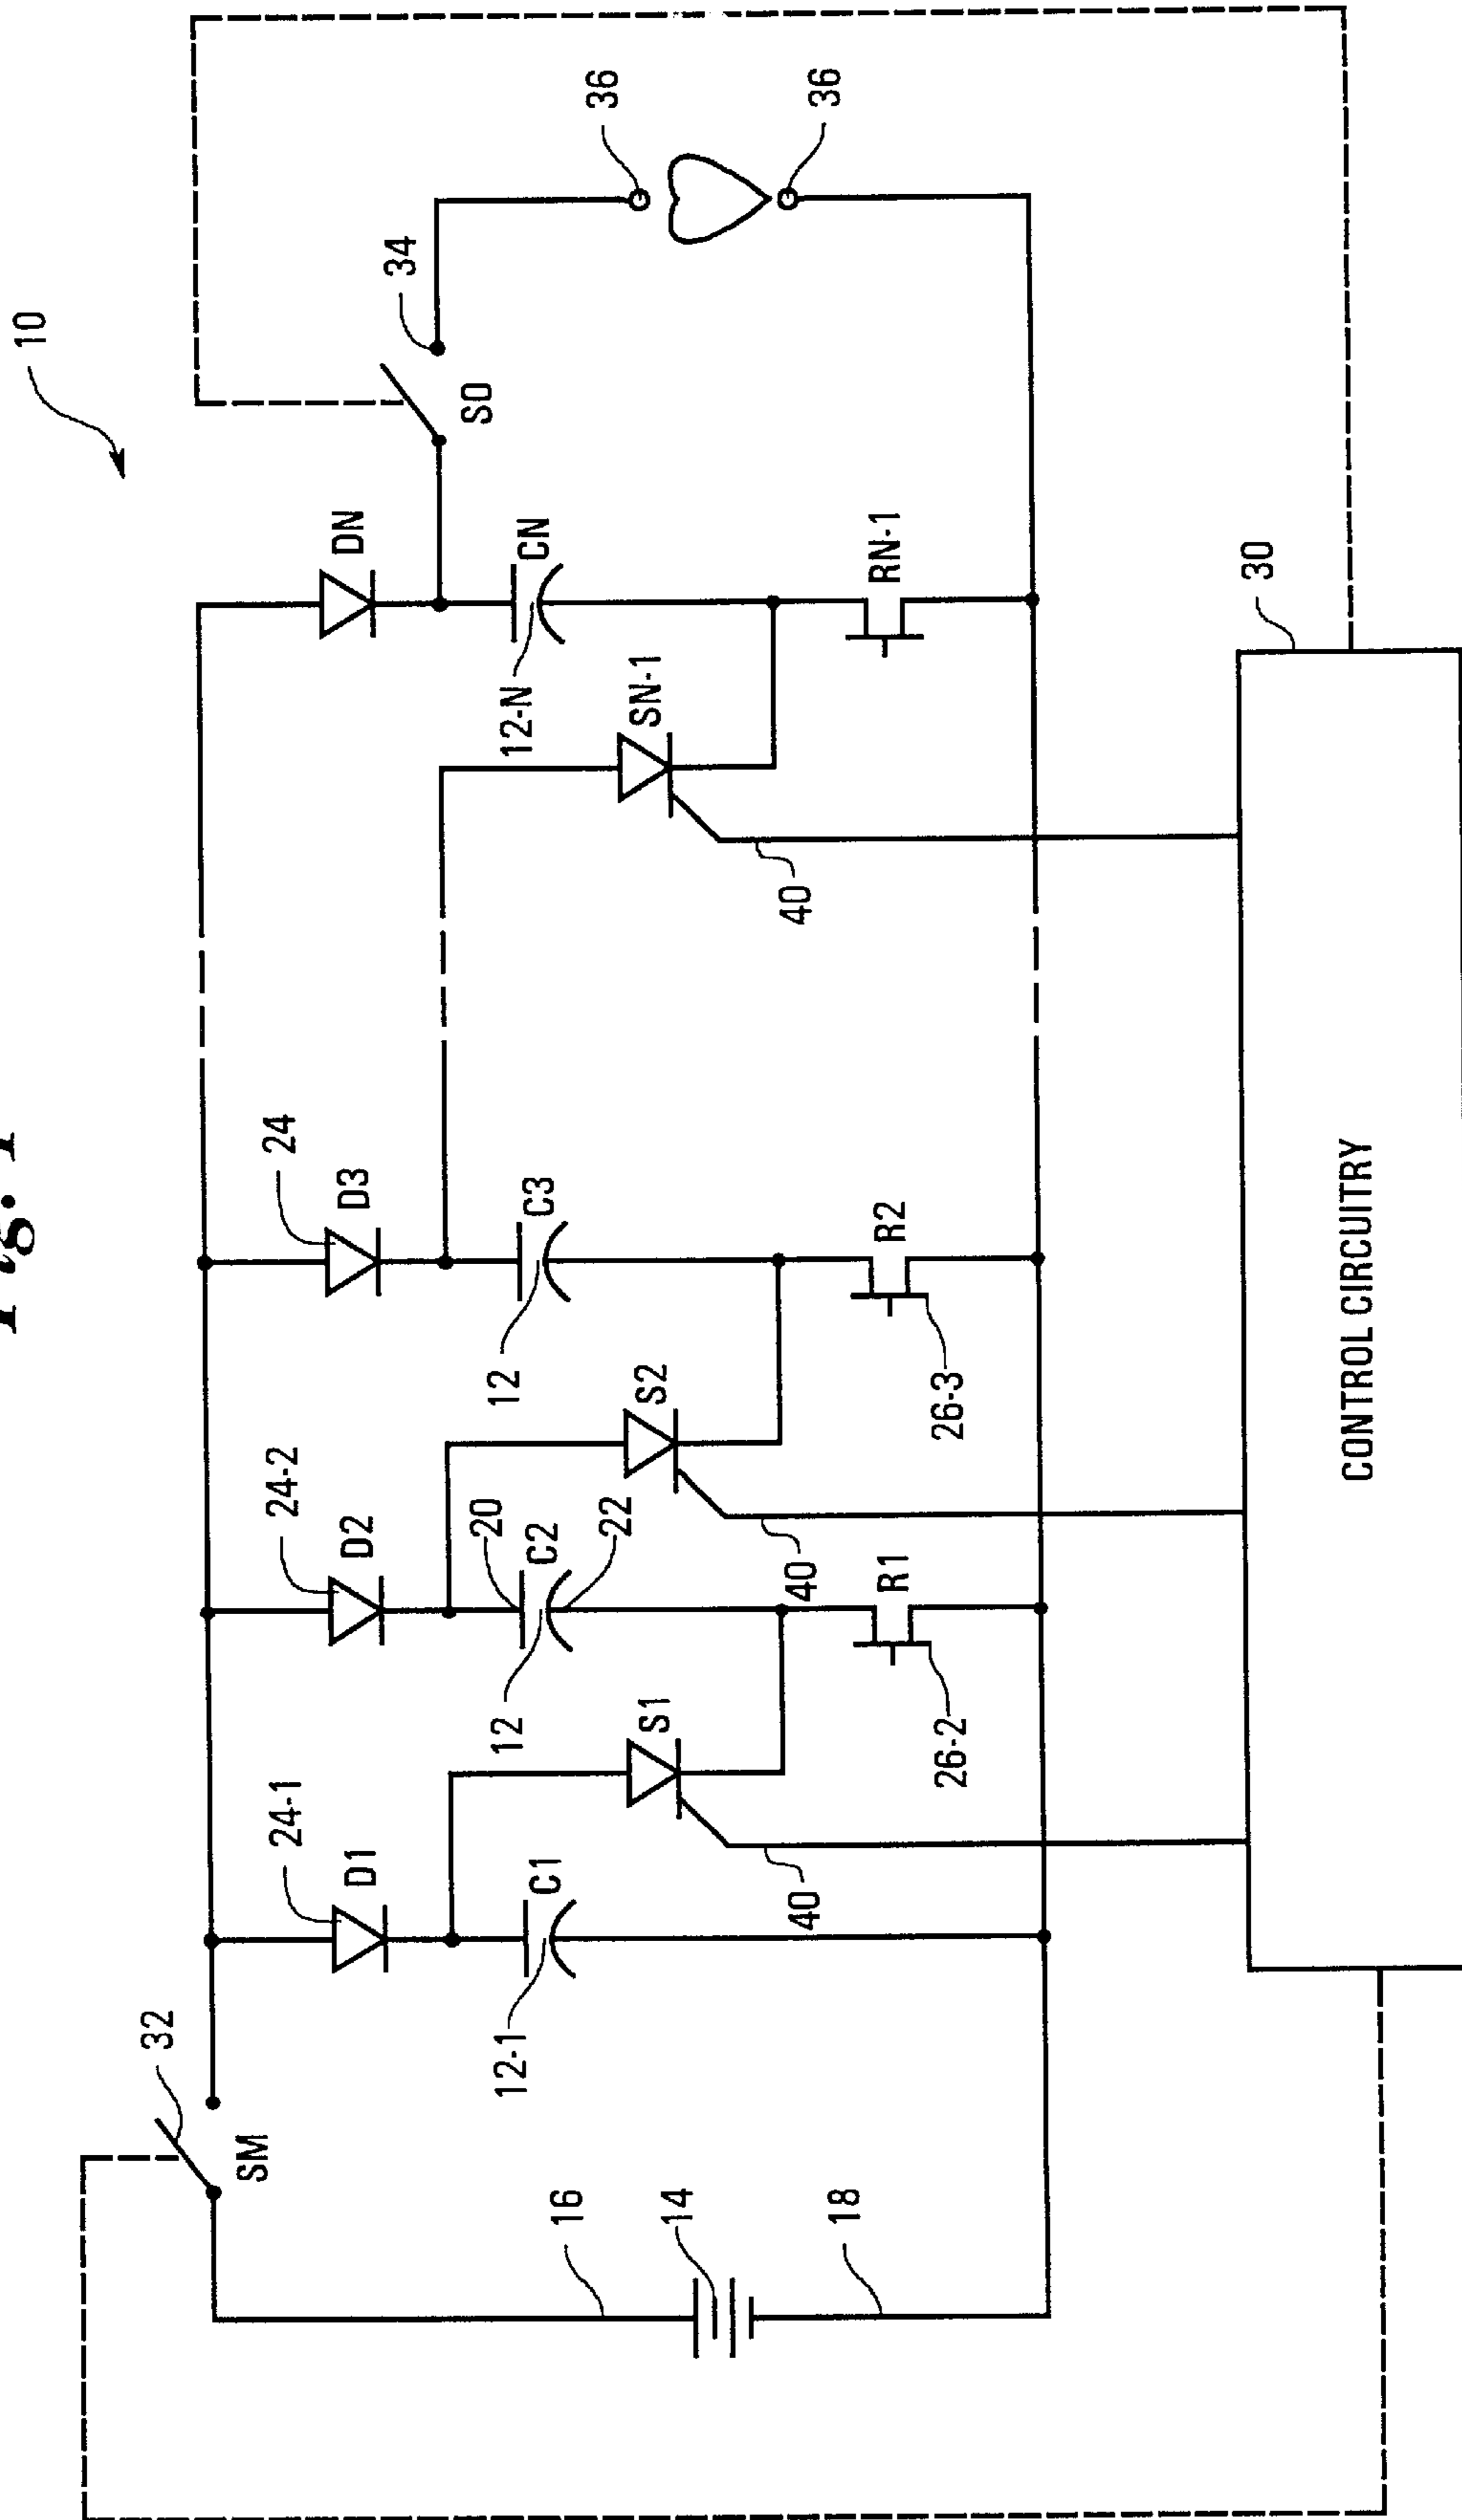 Fig. 1
10
32
SM
16
14
18
24-1
D1
12-1
C1
S1
40
24-2
D2
20
C2
12
22
R1
26-2
S2
40
24
D3
C3
12
R2
26-3
SN-1
40
DN
CN
12-N
RN-1
SO
34
36
36
30
CONTROL CIRCUITRY